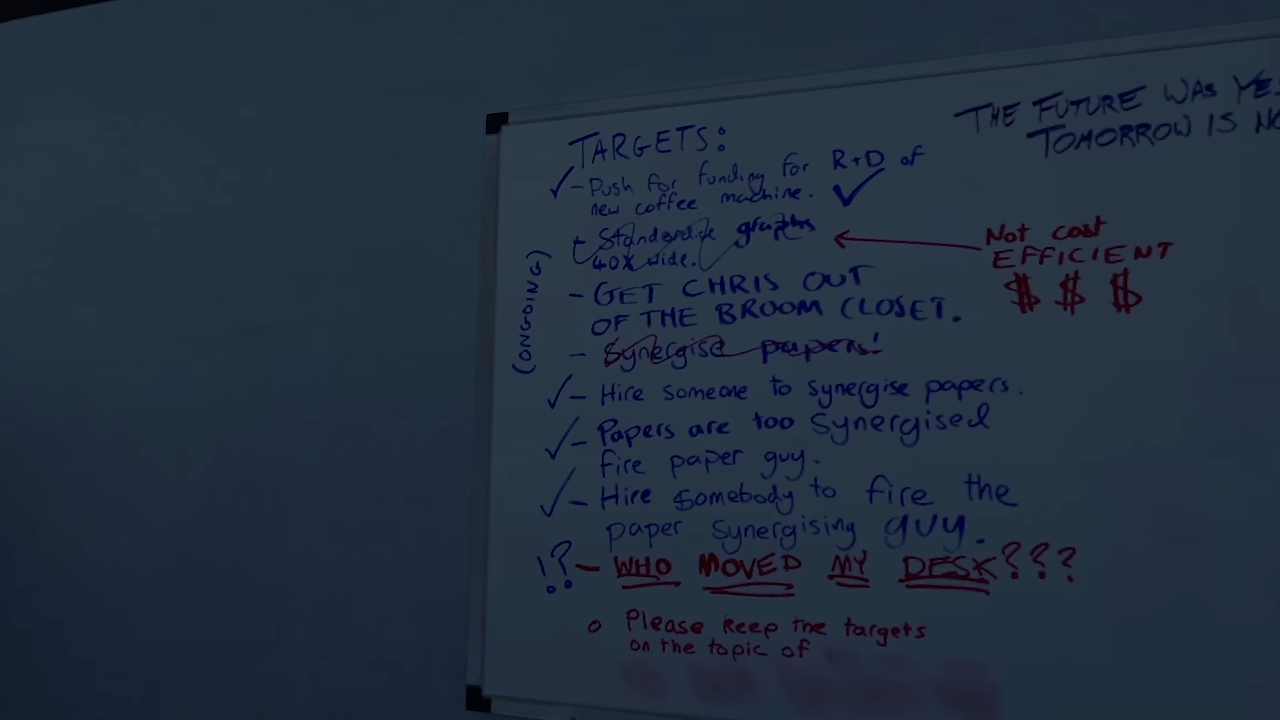 THE FUTURE WAS
TOMORROW IS
TARGETS:
- Push for funding for R+D of
new coffee machine.
- Standardise graphs
40x wide.
Not cost
EFFICIENT
$ $ $
(ONGOING)
- GET CHRIS OUT
OF THE BROOM CLOSET.
- Synergise papers!
- Hire someone to synergise papers.
- Papers are too synergised
fire paper guy.
- Hire somebody to fire the
paper synergising guy.
!? - WHO MOVED MY DESK???
o Please keep the targets
on the topic of